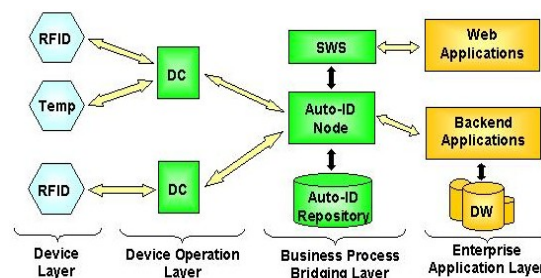 RFID
Temp
RFID
DC
DC
SWS
Auto-ID
Node
Auto-ID
Repository
Web
Applications
Backend
Applications
DW
Device
Layer
Device Operation
Layer
Business Process
Bridging Layer
Enterprise
Application Layer